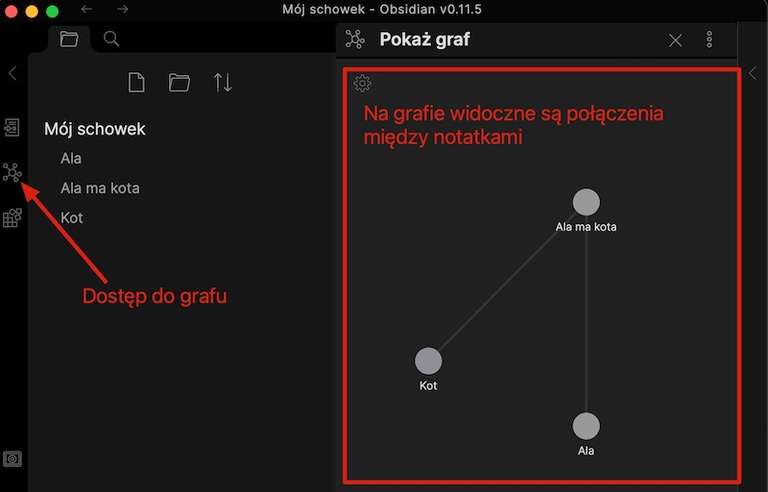 Mój schowek - Obsidian v0.11.5
Pokaż graf
Mój schowek
Ala
Ala ma kota
Kot
Dostęp do grafu
Na grafie widoczne są połączenia
między notatkami
Ala ma kota
Kot
Ala